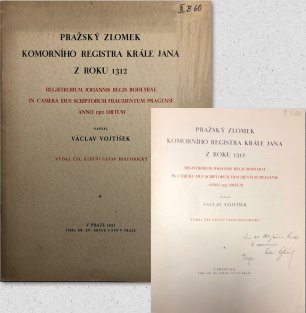 PRAŽSKÝ ZLOMEK
KOMORNÍHO REGISTRA KRÁLE JANA
Z ROKU 1312
REGISTRORUM JOHANNIS REGIS BOHEMIAE
IN CAMERA EIUS SCRIPTORUM FRAGMENTUM PRAGENSE
ANNO 1312 ORTUM
NAPSAL
VÁCLAV VOJTÍŠEK
VYDAL ČSL. STÁTNÍ ÚSTAV HISTORICKÝ
V PRAZE
PRAŽSKÝ ZLOMEK
KOMORNÍHO REGISTRA KRÁLE JANA
Z ROKU 1312
REGISTRORUM JOHANNIS REGIS BOHEMIAE
IN CAMERA EIUS SCRIPTORUM FRAGMENTUM PRAGENSE
ANNO 1312 ORTUM
NAPSAL
VÁCLAV VOJTÍŠEK
VYDAL ČSL. STÁTNÍ ÚSTAV HISTORICKÝ
V PRAZE